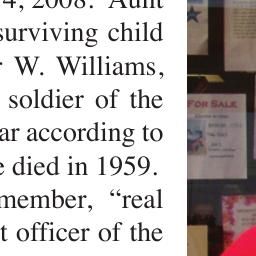 4, 2008. Aunt
surviving child
r W. Williams,
soldier of the
ar according to
e died in 1959.
member, “real
t officer of the
FOR SALE